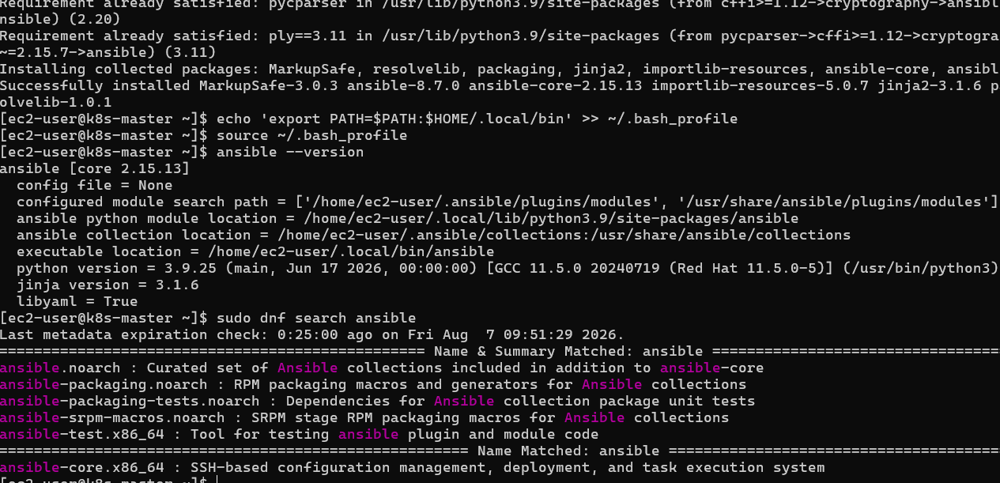 Requirement already satisfied: pycparser in /usr/lib/python3.9/site-packages (from cffi>=1.12->cryptography->ansibl
nsible) (2.20)
Requirement already satisfied: ply==3.11 in /usr/lib/python3.9/site-packages (from pycparser->cffi>=1.12->cryptogra
~=2.15.7->ansible) (3.11)
Installing collected packages: MarkupSafe, resolvelib, packaging, jinja2, importlib-resources, ansible-core, ansibl
Successfully installed MarkupSafe-3.0.3 ansible-8.7.0 ansible-core-2.15.13 importlib-resources-5.0.7 jinja2-3.1.6 p
olvelib-1.0.1
[ec2-user@k8s-master ~]$ echo 'export PATH=$PATH:$HOME/.local/bin' >> ~/.bash_profile
[ec2-user@k8s-master ~]$ source ~/.bash_profile
[ec2-user@k8s-master ~]$ ansible --version
ansible [core 2.15.13]
  config file = None
  configured module search path = ['/home/ec2-user/.ansible/plugins/modules', '/usr/share/ansible/plugins/modules']
  ansible python module location = /home/ec2-user/.local/lib/python3.9/site-packages/ansible
  ansible collection location = /home/ec2-user/.ansible/collections:/usr/share/ansible/collections
  executable location = /home/ec2-user/.local/bin/ansible
  python version = 3.9.25 (main, Jun 17 2026, 00:00:00) [GCC 11.5.0 20240719 (Red Hat 11.5.0-5)] (/usr/bin/python3)
  jinja version = 3.1.6
  libyaml = True
[ec2-user@k8s-master ~]$ sudo dnf search ansible
Last metadata expiration check: 0:25:00 ago on Fri Aug  7 09:51:29 2026.
================================================= Name & Summary Matched: ansible =================================
ansible.noarch : Curated set of Ansible collections included in addition to ansible-core
ansible-packaging.noarch : RPM packaging macros and generators for Ansible collections
ansible-packaging-tests.noarch : Dependencies for Ansible collection package unit tests
ansible-srpm-macros.noarch : SRPM stage RPM packaging macros for Ansible collections
ansible-test.x86_64 : Tool for testing ansible plugin and module code
====================================================== Name Matched: ansible ======================================
ansible-core.x86_64 : SSH-based configuration management, deployment, and task execution system
[ec2-user@k8s-master ~]$